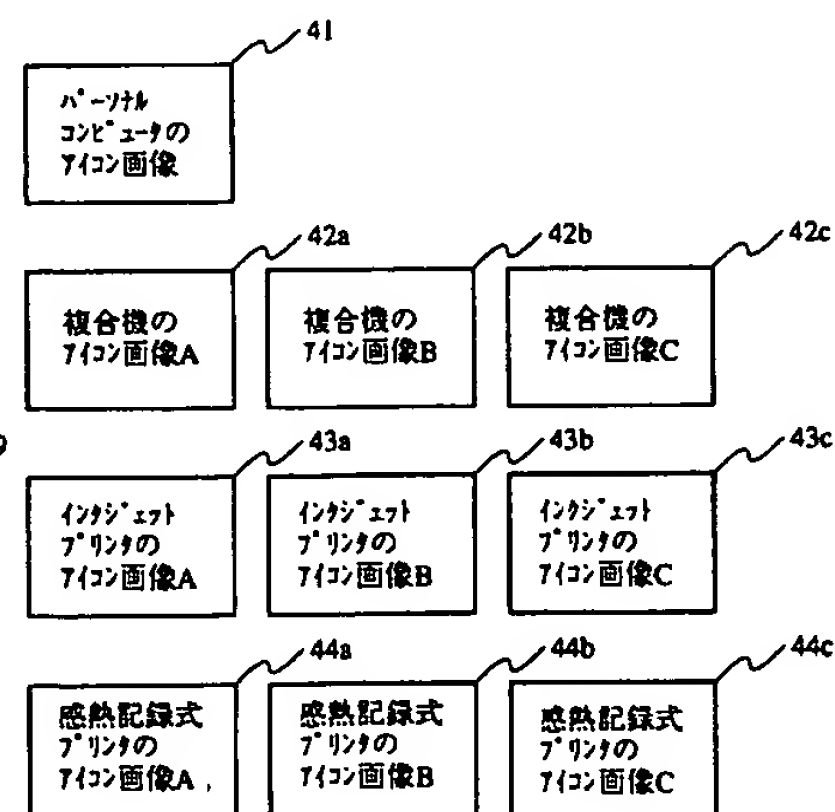 41
ﾊﾟｰｿﾅﾙ
ｺﾝﾋﾟｭｰﾀの
ｱｲｺﾝ画像
42a
42b
42c
複合機の
ｱｲｺﾝ画像A
複合機の
ｱｲｺﾝ画像B
複合機の
ｱｲｺﾝ画像C
43a
43b
43c
ｲﾝｸｼﾞｪｯﾄ
ﾌﾟﾘﾝﾀの
ｱｲｺﾝ画像A
ｲﾝｸｼﾞｪｯﾄ
ﾌﾟﾘﾝﾀの
ｱｲｺﾝ画像B
ｲﾝｸｼﾞｪｯﾄ
ﾌﾟﾘﾝﾀの
ｱｲｺﾝ画像C
44a
44b
44c
感熱記録式
ﾌﾟﾘﾝﾀの
ｱｲｺﾝ画像A
感熱記録式
ﾌﾟﾘﾝﾀの
ｱｲｺﾝ画像B
感熱記録式
ﾌﾟﾘﾝﾀの
ｱｲｺﾝ画像C